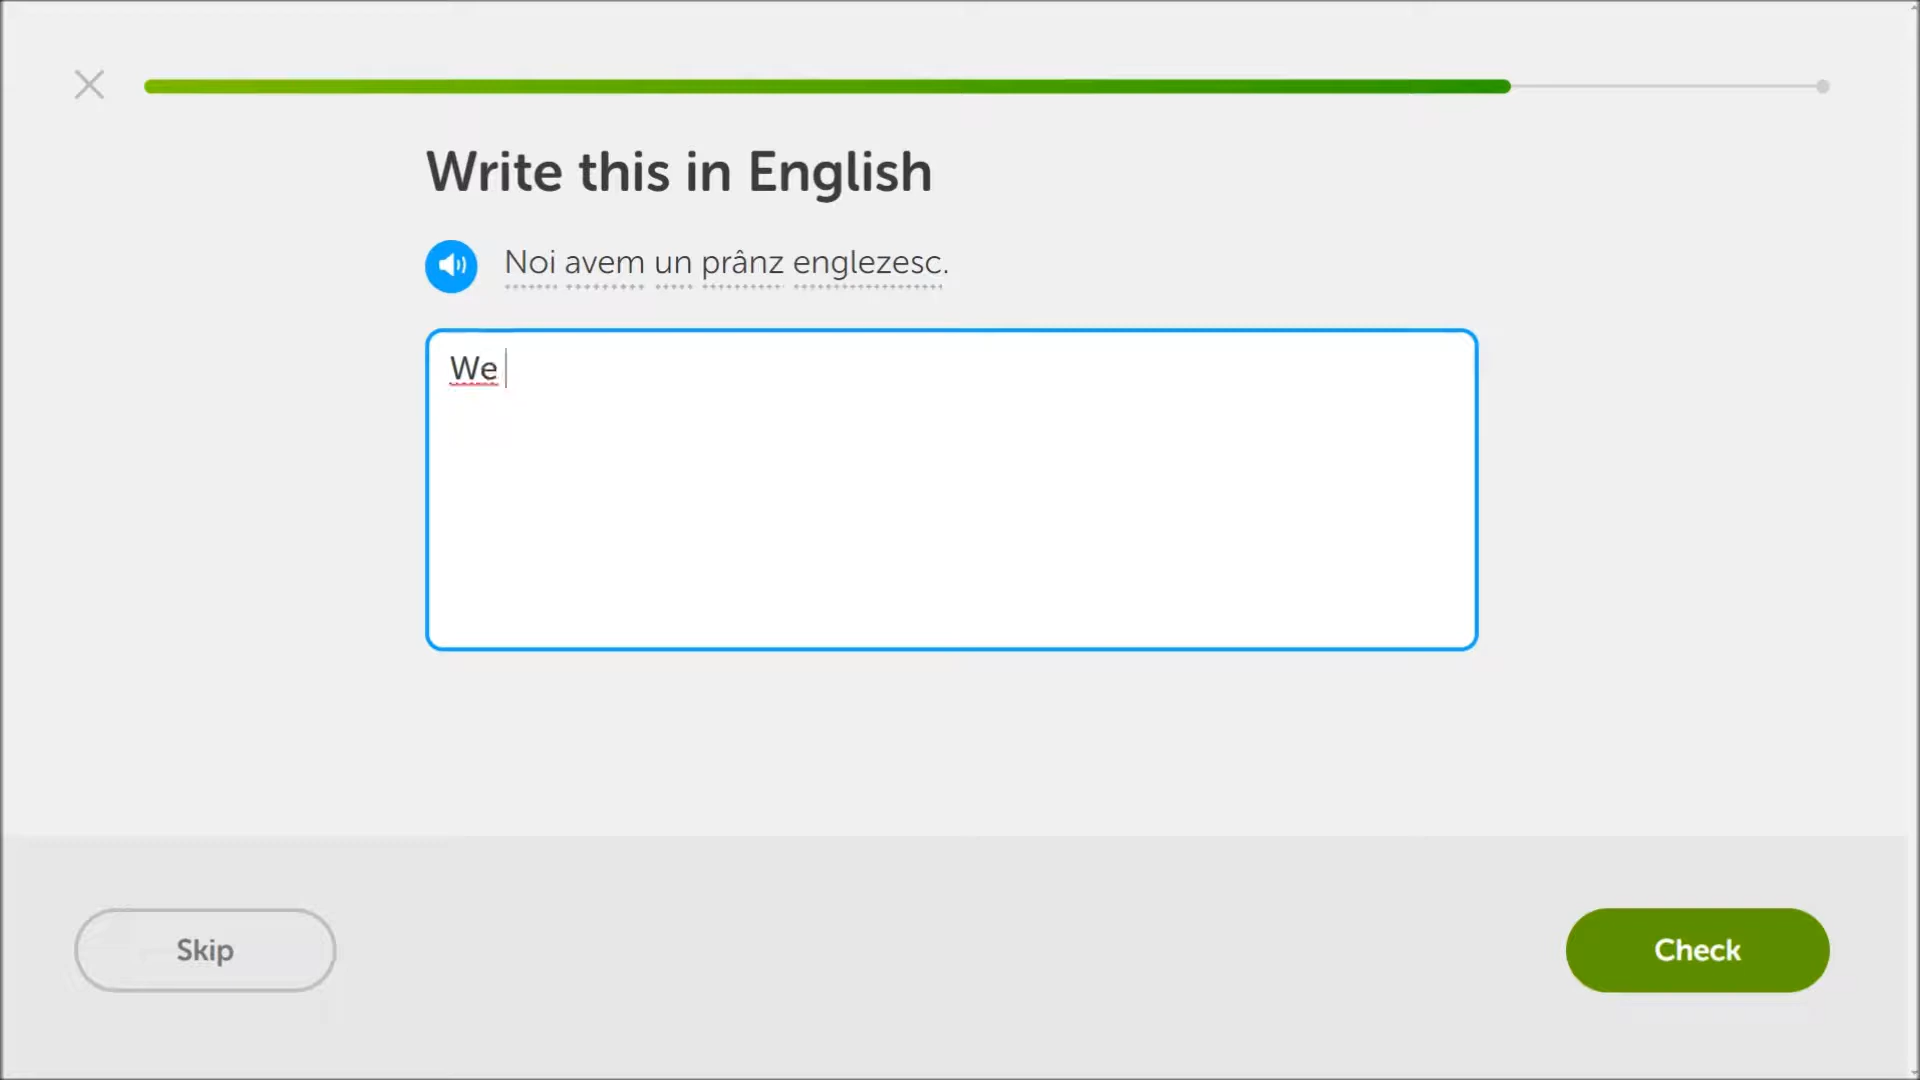 Write this in English
Noi avem un prânz englezesc.
We
Skip
Check